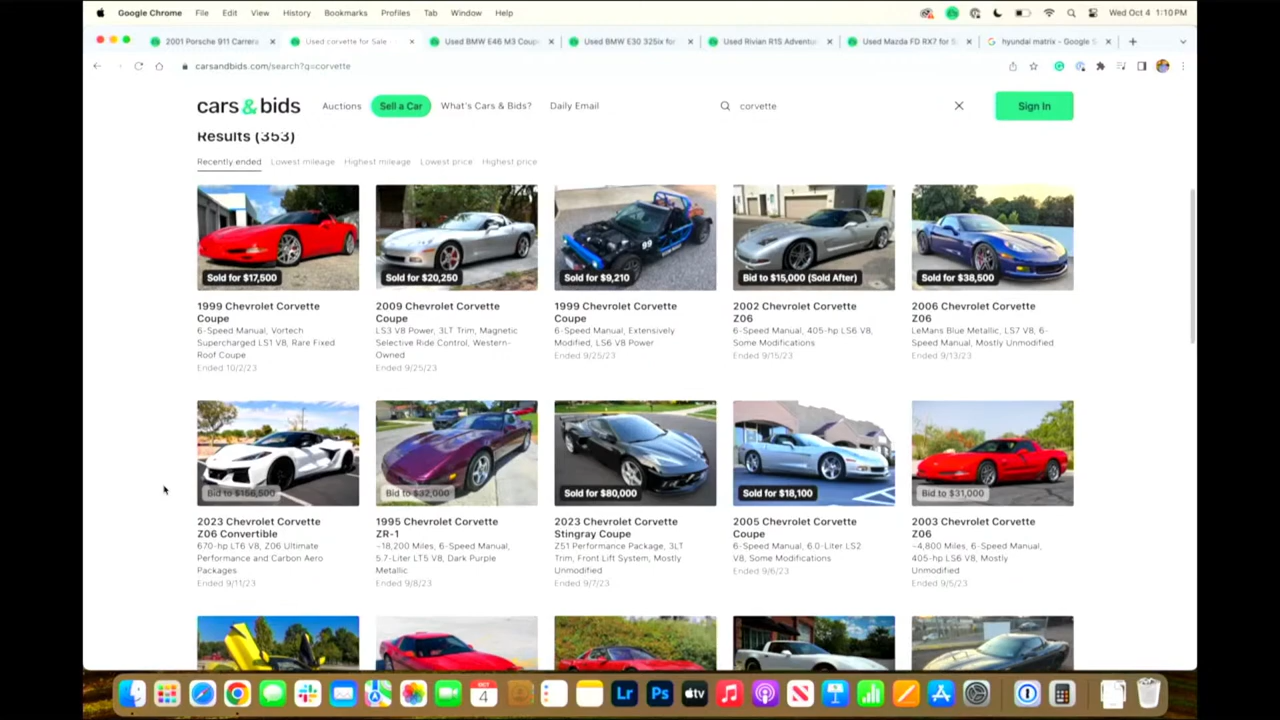 Google Chrome File Edit View History Bookmarks Profiles Tab Window Help Wed Oct 4 1:10 PM
2001 Porsche 911 Carrera Used corvette for Sale Used BMW E46 M3 Coup Used BMW E30 325ix for Used Rivian R1S Adventu Used Mazda FD RX7 for S hyundai matrix - Google S
carsandbids.com/search?q=corvette
cars & bids Auctions Sell a Car What's Cars & Bids? Daily Email corvette Sign In
Results (353)
Recently ended Lowest mileage Highest mileage Lowest price Highest price
Sold for $17,500
1999 Chevrolet Corvette
Coupe
6-Speed Manual, Vortech
Supercharged LS1 V8, Rare Fixed
Roof Coupe
Ended 10/2/23
Sold for $20,250
2009 Chevrolet Corvette
Coupe
LS3 V8 Power, 3LT Trim, Magnetic
Selective Ride Control, Western-
Owned
Ended 9/25/23
99
Sold for $9,210
1999 Chevrolet Corvette
Coupe
6-Speed Manual, Extensively
Modified, LS6 V8 Power
Ended 9/25/23
Bid to $15,000 (Sold After)
2002 Chevrolet Corvette
Z06
6-Speed Manual, 405-hp LS6 V8,
Some Modifications
Ended 9/15/23
Sold for $38,500
2006 Chevrolet Corvette
Z06
LeMans Blue Metallic, LS7 V8, 6-
Speed Manual, Mostly Unmodified
Ended 9/13/23
Bid to $156,500
2023 Chevrolet Corvette
Z06 Convertible
670-hp LT6 V8, Z06 Ultimate
Performance and Carbon Aero
Packages
Ended 9/11/23
Bid to $32,000
1995 Chevrolet Corvette
ZR-1
~18,200 Miles, 6-Speed Manual,
5.7-Liter LT5 V8, Dark Purple
Metallic
Ended 9/8/23
Sold for $80,000
2023 Chevrolet Corvette
Stingray Coupe
Z51 Performance Package, 3LT
Trim, Front Lift System, Mostly
Unmodified
Ended 9/7/23
Sold for $18,100
2005 Chevrolet Corvette
Coupe
6-Speed Manual, 6.0-Liter LS2
V8, Some Modifications
Ended 9/6/23
Bid to $31,000
2003 Chevrolet Corvette
Z06
~4,800 Miles, 6-Speed Manual,
405-hp LS6 V8, Mostly
Unmodified
Ended 9/5/23
OCT
4
Lr Ps tv